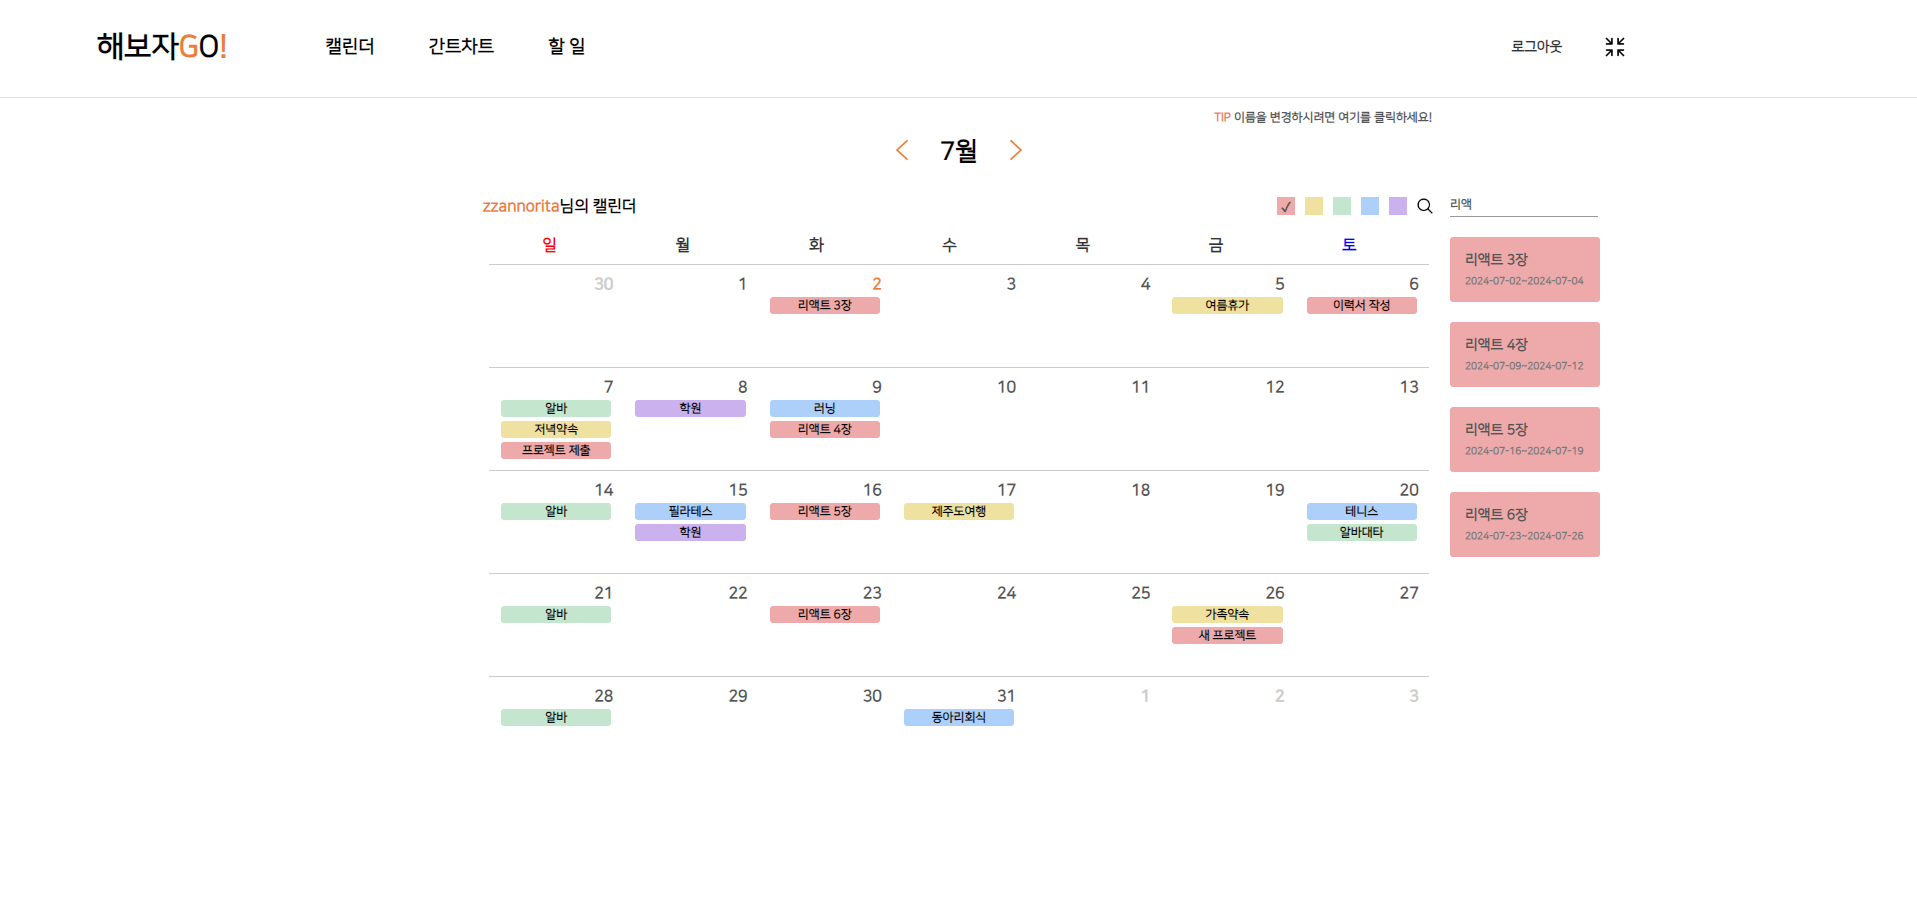 해보자GO!
캘린더 간트차트 할 일 로그아웃
TIP 이름을 변경하시려면 여기를 클릭하세요!
7월
zzannorita님의 캘린더
리액
일 월 화 수 목 금 토
30 1 2 3 4 5 6
리액트 3장 여름휴가 이력서 작성
7 8 9 10 11 12 13
알바 학원 러닝
저녁약속 리액트 4장
프로젝트 제출
14 15 16 17 18 19 20
알바 필라테스 리액트 5장 제주도여행 테니스
학원 알바대타
21 22 23 24 25 26 27
알바 리액트 6장 가족약속
새 프로젝트
28 29 30 31 1 2 3
알바 동아리회식
리액트 3장
2024-07-02~2024-07-04
리액트 4장
2024-07-09~2024-07-12
리액트 5장
2024-07-16~2024-07-19
리액트 6장
2024-07-23~2024-07-26